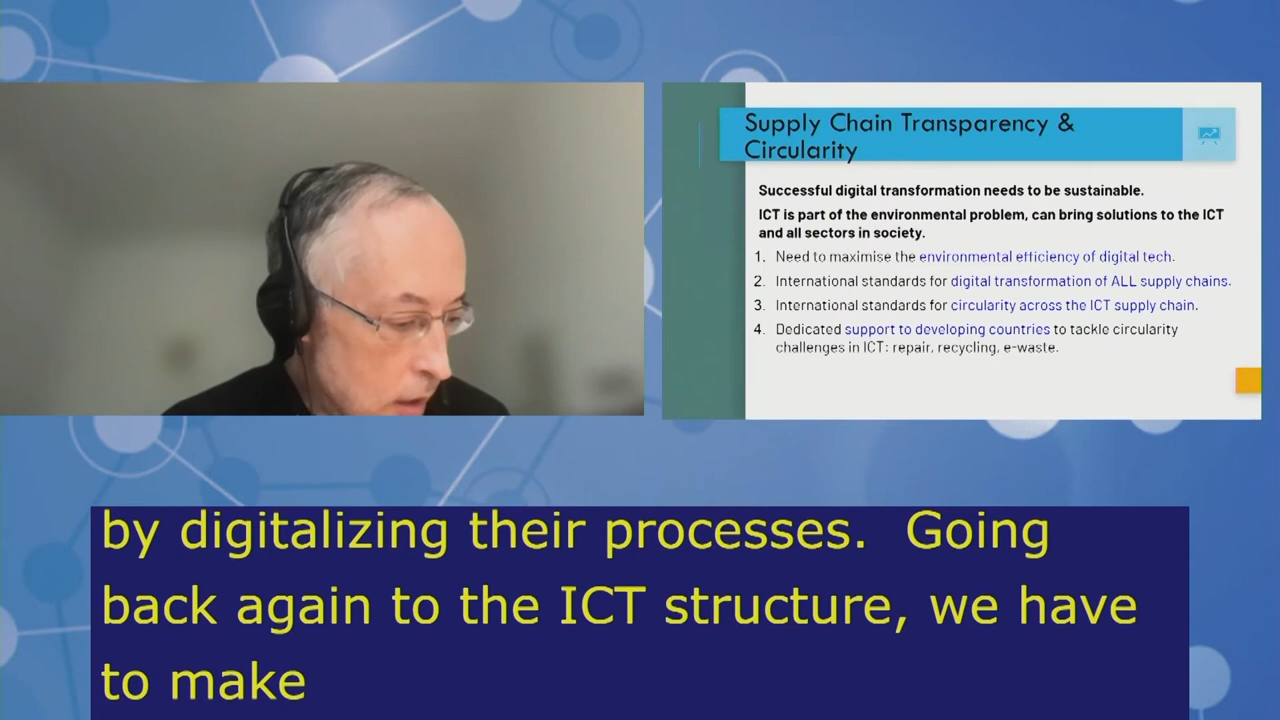 Supply Chain Transparency &
Circularity
Successful digital transformation needs to be sustainable.
ICT is part of the environmental problem, can bring solutions to the ICT
and all sectors in society.
1. Need to maximise the environmental efficiency of digital tech.
2. International standards for digital transformation of ALL supply chains.
3. International standards for circularity across the ICT supply chain.
4. Dedicated support to developing countries to tackle circularity
challenges in ICT: repair, recycling, e-waste.
by digitalizing their processes.  Going
back again to the ICT structure, we have
to make